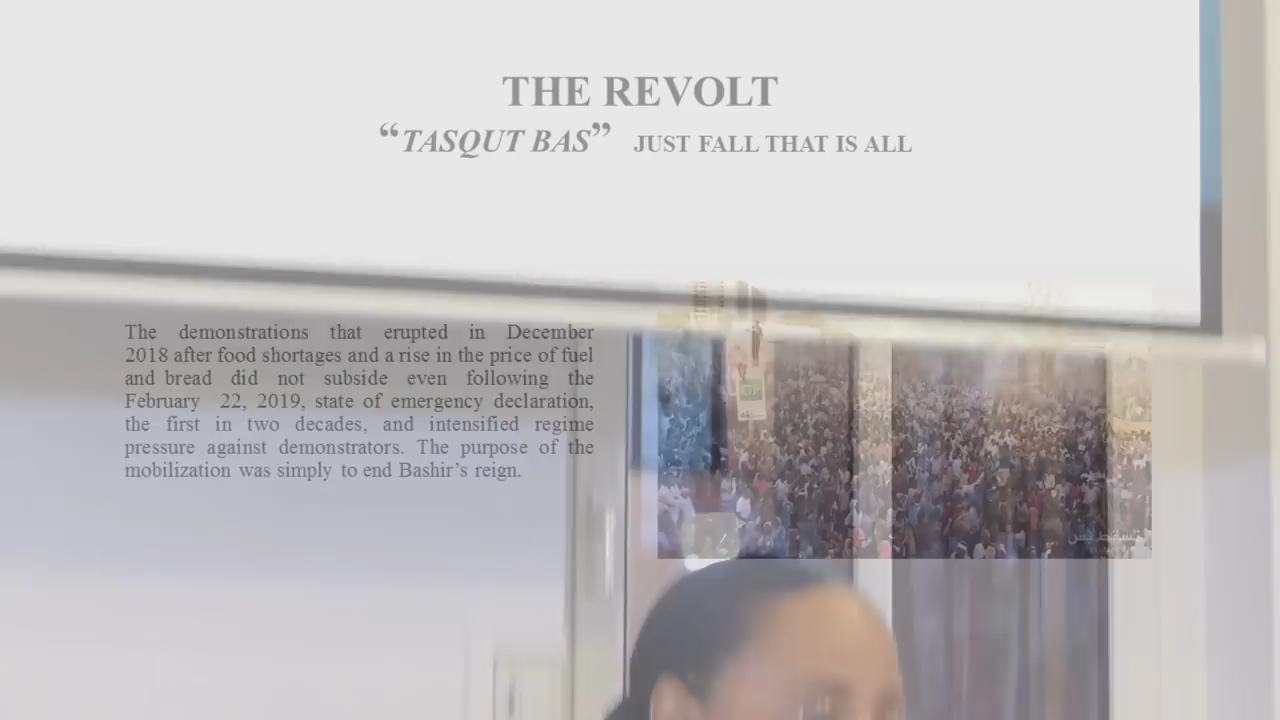 THE REVOLT
“TASQUT BAS” JUST FALL THAT IS ALL
The demonstrations that erupted in December
2018 after food shortages and a rise in the price of fuel
and bread did not subside even following the
February 22, 2019, state of emergency declaration,
the first in two decades, and intensified regime
pressure against demonstrators. The purpose of the
mobilization was simply to end Bashir’s reign.
تسقط بس